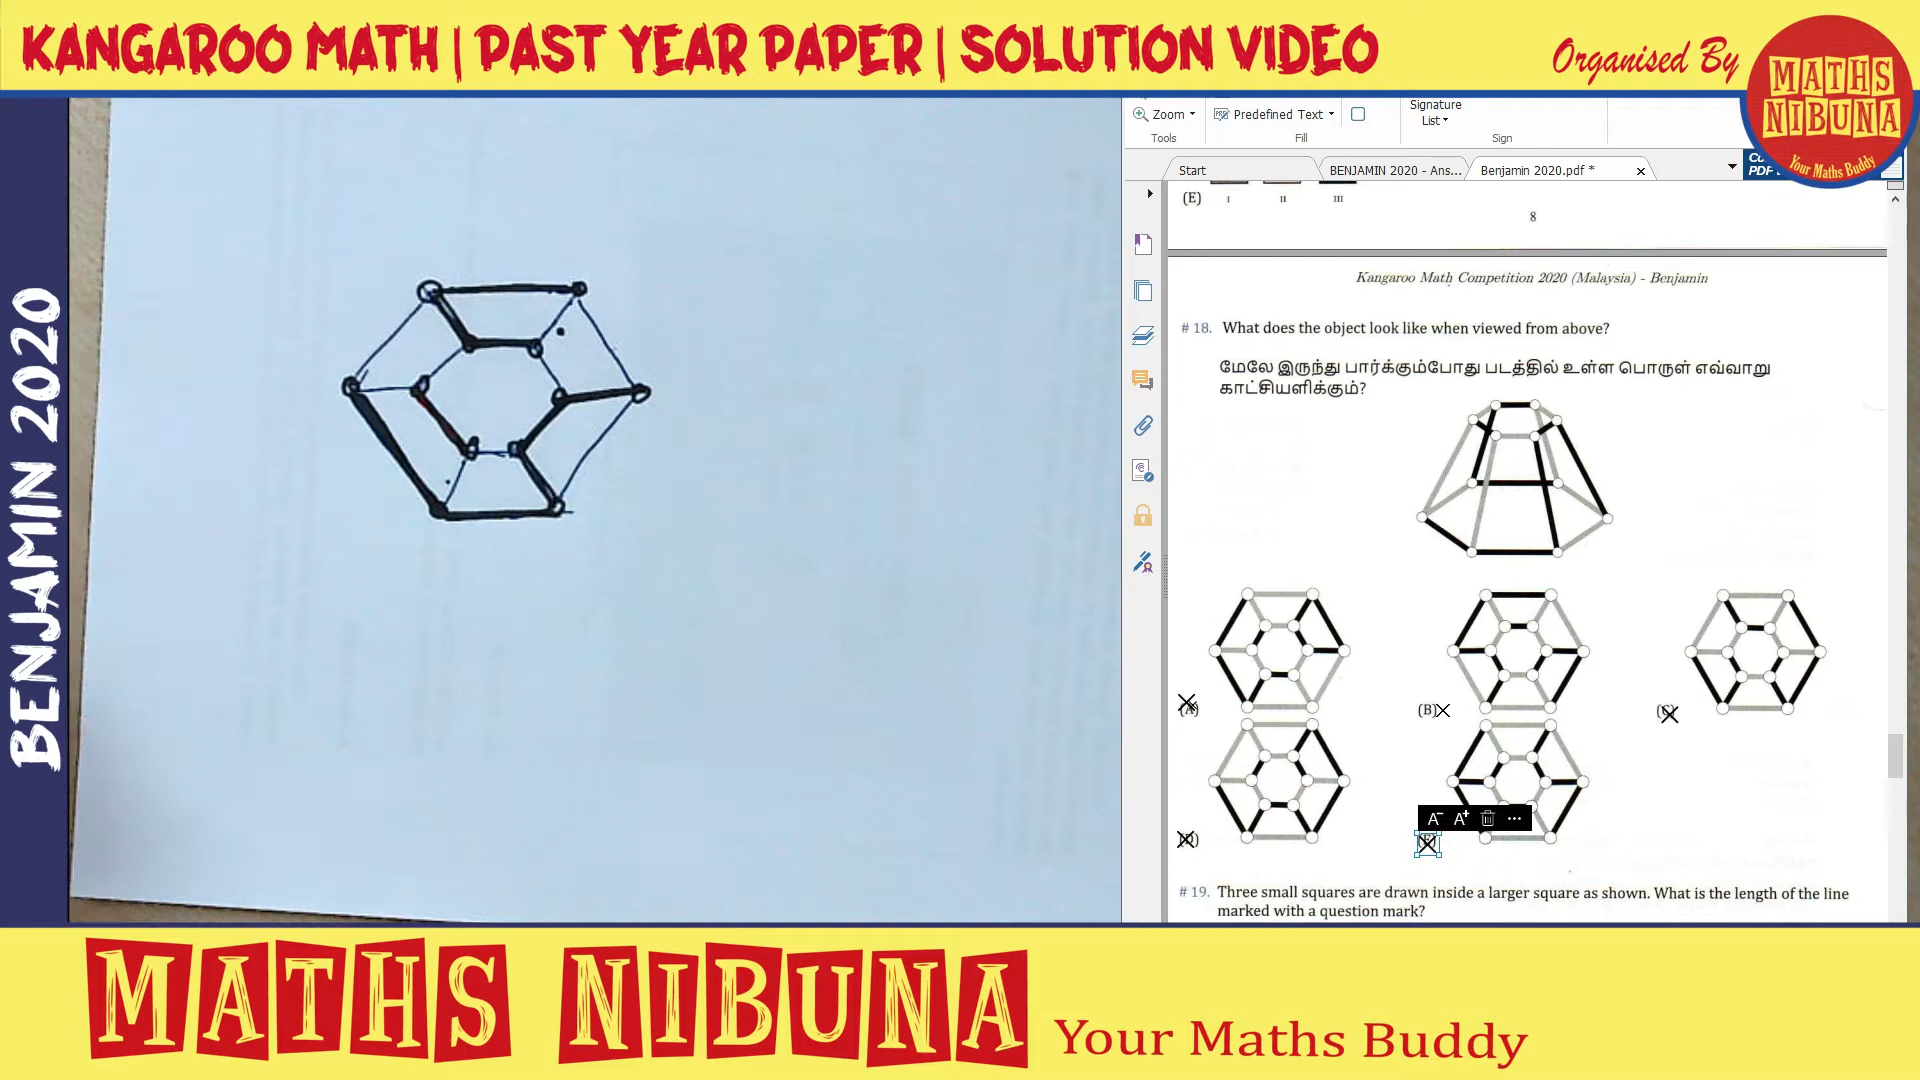 KANGAROO MATH | PAST YEAR PAPER | SOLUTION VIDEO
Organised By
MATHS
NIBUNA
Your Maths Buddy
BENJAMIN 2020
Zoom
Tools
Predefined Text
Fill
Signature
List
Sign
Start
BENJAMIN 2020 - Ans...
Benjamin 2020.pdf *
PDF
(E) I II III
8
Kangaroo Math Competition 2020 (Malaysia) - Benjamin
# 18. What does the object look like when viewed from above?
மேலே இருந்து பார்க்கும்போது படத்தில் உள்ள பொருள் எவ்வாறு
காட்சியளிக்கும்?
(A)
(B)
(C)
(D)
A- A+ ...
# 19. Three small squares are drawn inside a larger square as shown. What is the length of the line
marked with a question mark?
MATHS NIBUNA
Your Maths Buddy